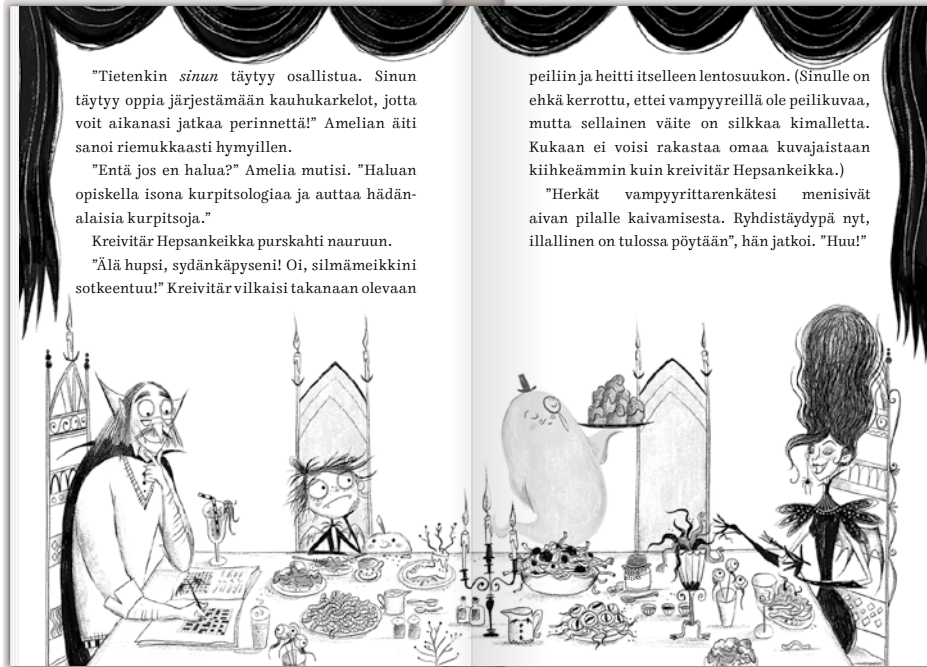 ”Tietenkin sinun täytyy osallistua. Sinun
täytyy oppia järjestämään kauhukarkelot, jotta
voit aikanasi jatkaa perinnettä!” Amelian äiti
sanoi riemukkaasti hymyillen.
”Entä jos en halua?” Amelia mutisi. ”Haluan
opiskella isona kurpitsologiaa ja auttaa hädän-
alaisia kurpitsoja.”
Kreivitär Hepsankeikka purskahti nauruun.
”Älä hupsi, sydänkäpyseni! Oi, silmämeikkini
sotkeentuu!” Kreivitär vilkaisi takanaan olevaan
peiliin ja heitti itselleen lentosuukon. (Sinulle on
ehkä kerrottu, ettei vampyyreillä ole peilikuvaa,
mutta sellainen väite on silkkaa kimalletta.
Kukaan ei voisi rakastaa omaa kuvajaistaan
kiihkeämmin kuin kreivitär Hepsankeikka.)
”Herkät vampyyrittarenkätesi menisivät
aivan pilalle kaivamisesta. Ryhdistäydypä nyt,
illallinen on tulossa pöytään”, hän jatkoi. ”Huu!”